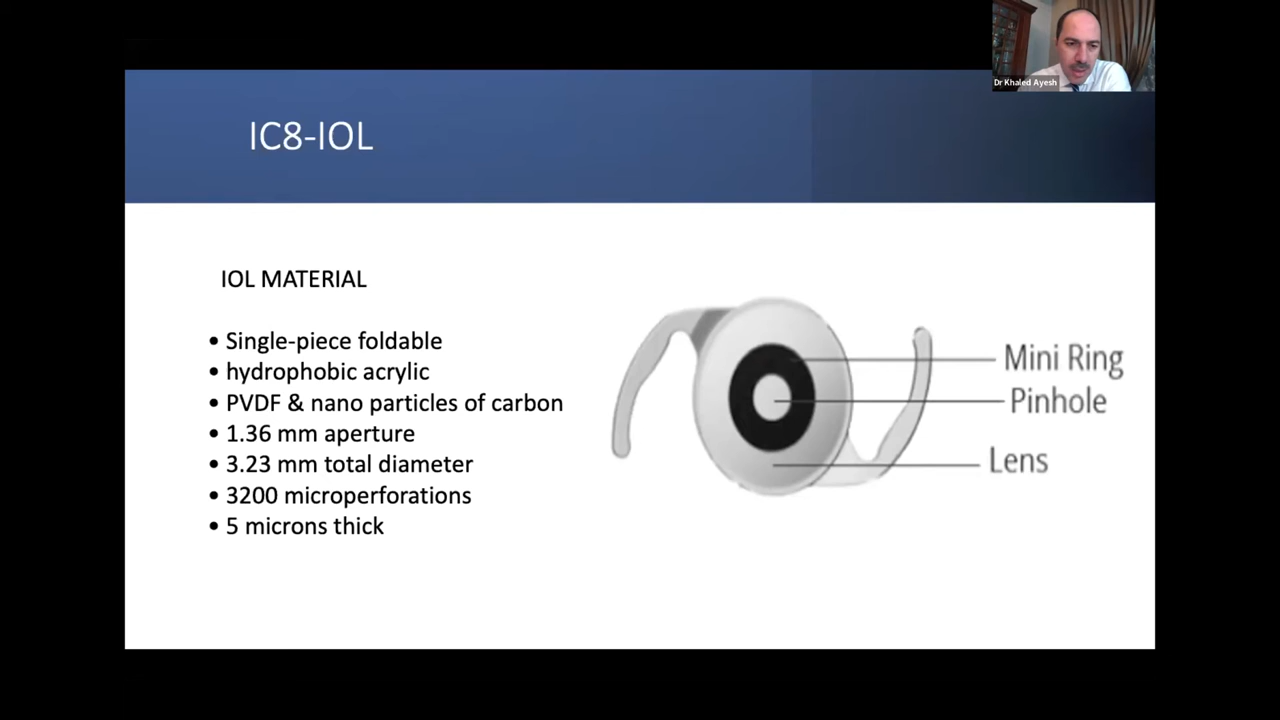 Dr Khaled Ayesh
IC8-IOL
IOL MATERIAL
• Single-piece foldable
• hydrophobic acrylic
• PVDF & nano particles of carbon
• 1.36 mm aperture
• 3.23 mm total diameter
• 3200 microperforations
• 5 microns thick
Mini Ring
Pinhole
Lens